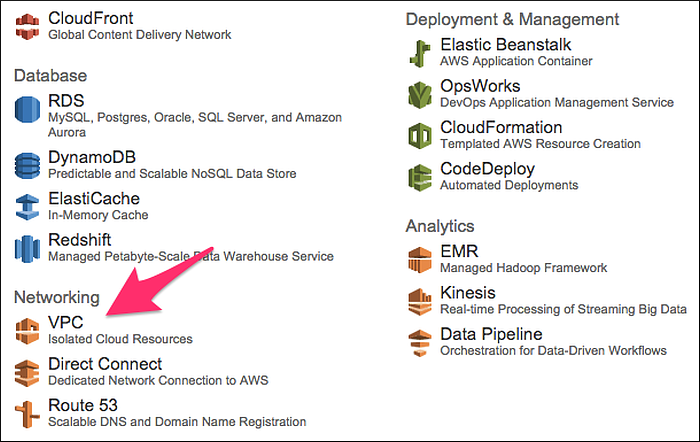 CloudFront
Global Content Delivery Network
Database
RDS
MySQL, Postgres, Oracle, SQL Server, and Amazon
Aurora
DynamoDB
Predictable and Scalable NoSQL Data Store
ElastiCache
In-Memory Cache
Redshift
Managed Petabyte-Scale Data Warehouse Service
Networking
VPC
Isolated Cloud Resources
Direct Connect
Dedicated Network Connection to AWS
Route 53
Scalable DNS and Domain Name Registration
Deployment & Management
Elastic Beanstalk
AWS Application Container
OpsWorks
DevOps Application Management Service
CloudFormation
Templated AWS Resource Creation
CodeDeploy
Automated Deployments
Analytics
EMR
Managed Hadoop Framework
Kinesis
Real-time Processing of Streaming Big Data
Data Pipeline
Orchestration for Data-Driven Workflows